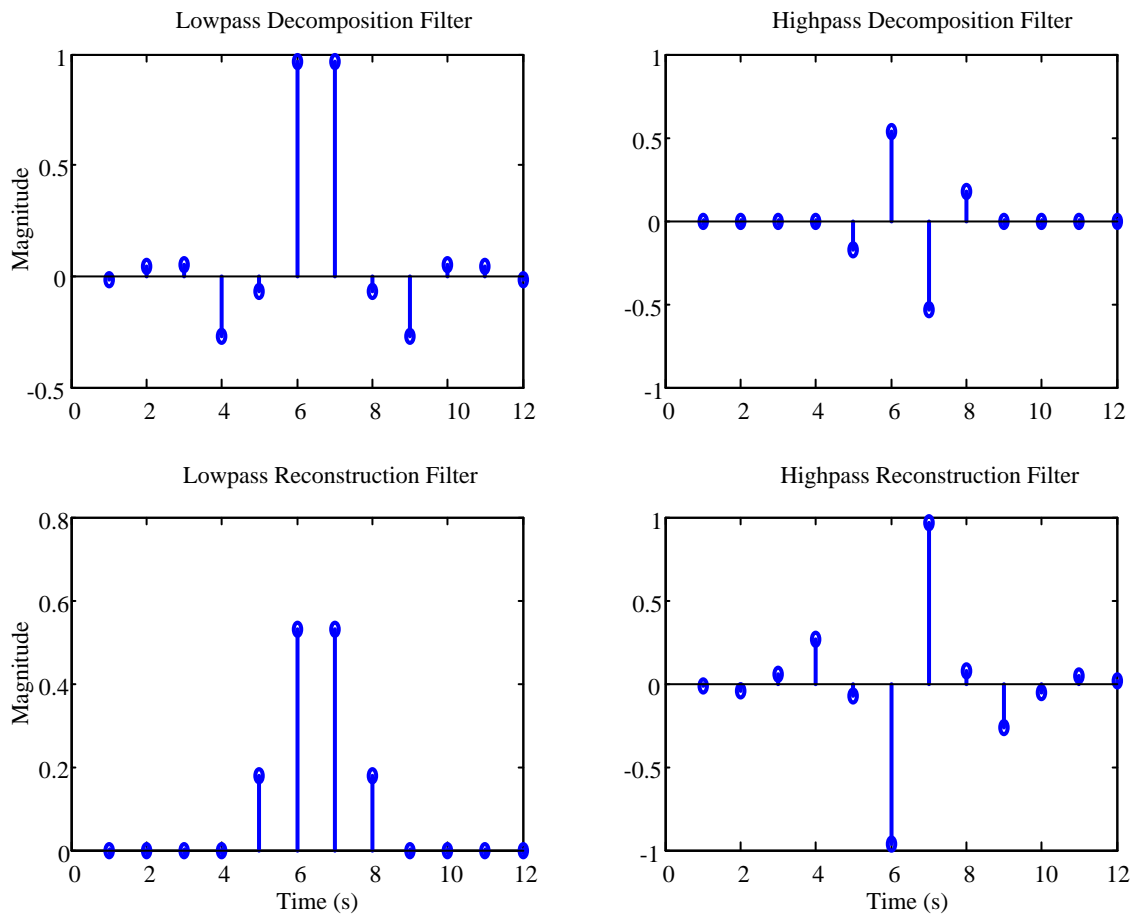 Lowpass Decomposition Filter
Highpass Decomposition Filter
1
0.5
0
-0.5
Magnitude
0 2 4 6 8 10 12
1
0.5
0
-0.5
-1
0 2 4 6 8 10 12
Lowpass Reconstruction Filter
Highpass Reconstruction Filter
0.8
0.6
0.4
0.2
0
Magnitude
0 2 4 6 8 10 12
Time (s)
1
0.5
0
-0.5
-1
0 2 4 6 8 10 12
Time (s)